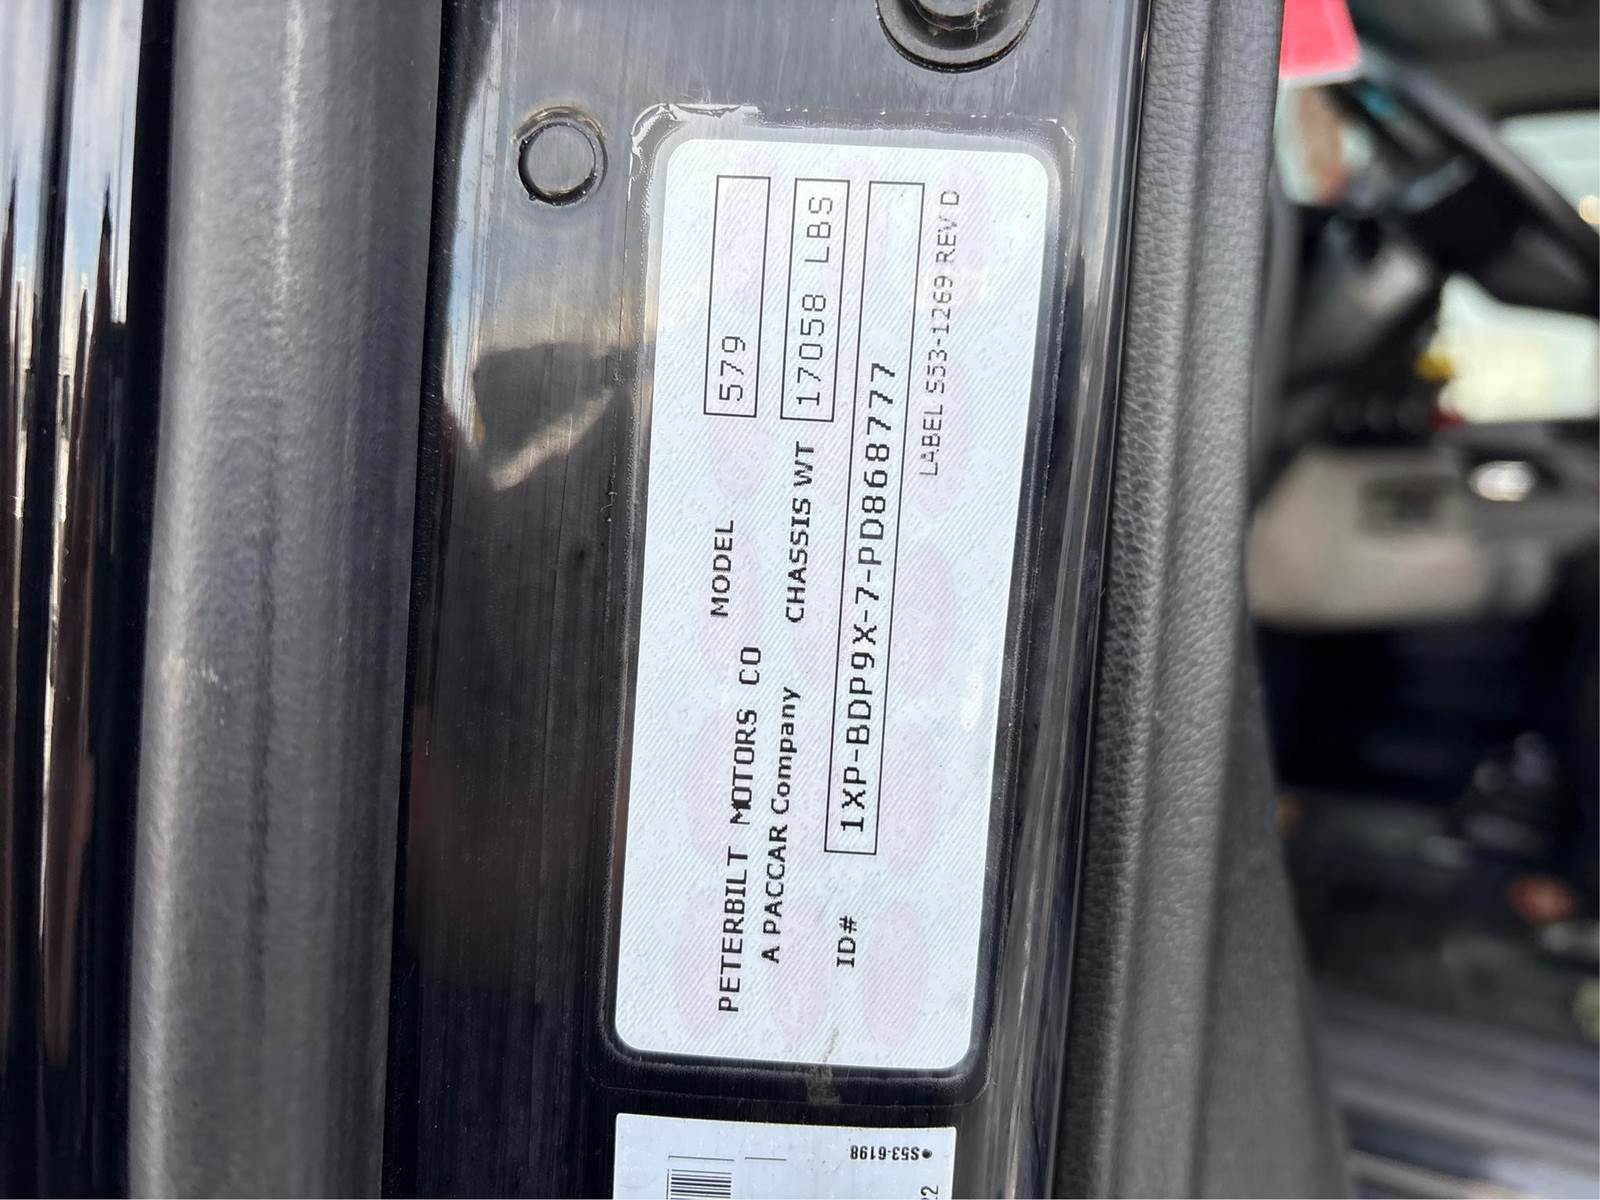 PETERBILT MOTORS CO
MODEL 579
A PACCAR Company
CHASSIS WT 17058 LBS
ID# 1XP-BDP9X-7-PD868777
LABEL S53-1269 REV D
S53-6198
22